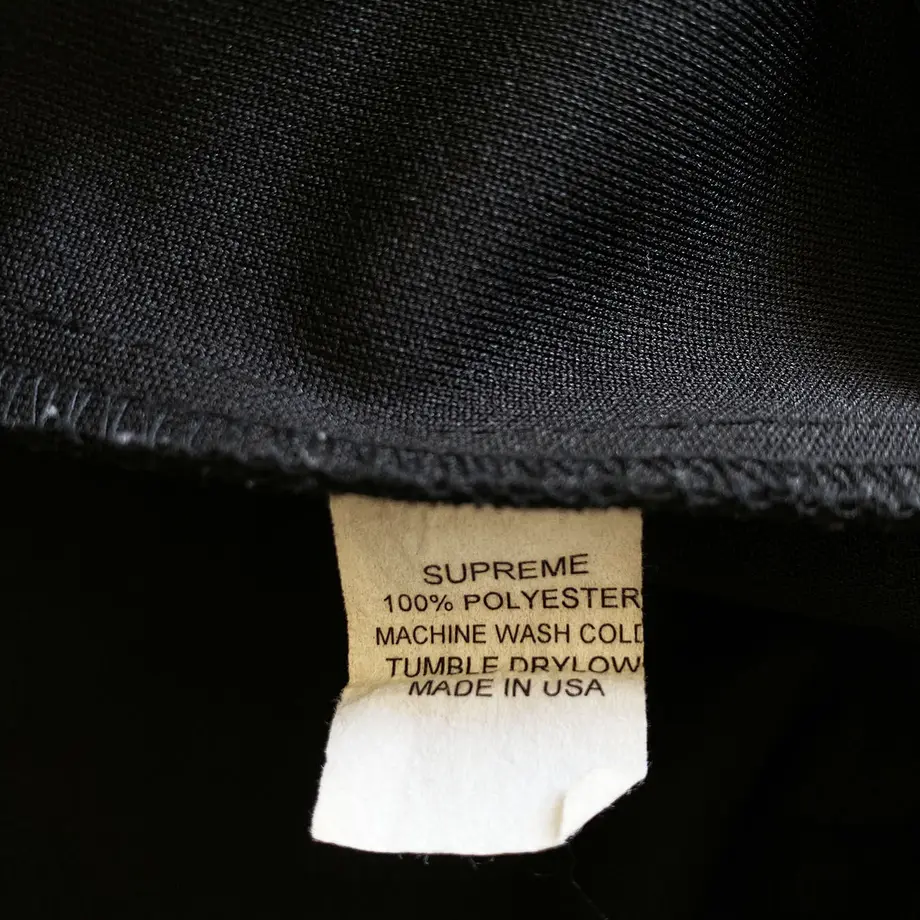 SUPREME
100% POLYESTER
MACHINE WASH COLD
TUMBLE DRYLOW
MADE IN USA